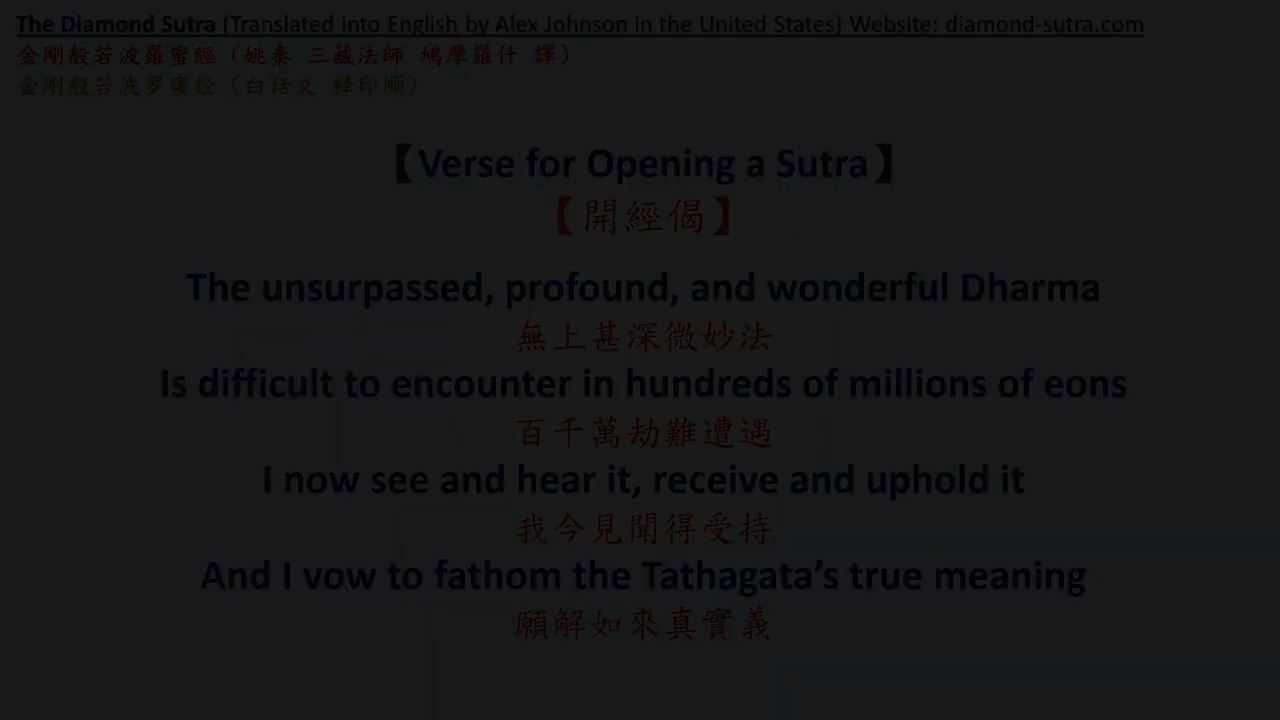 The Diamond Sutra (Translated into English by Alex Johnson in the United States) Website: diamond-sutra.com
金剛般若波羅蜜經（姚秦 三藏法師 鳩摩羅什 譯）
金刚般若波罗蜜经（白括文 释印顺）
【Verse for Opening a Sutra】
【開經偈】
The unsurpassed, profound, and wonderful Dharma
無上甚深微妙法
Is difficult to encounter in hundreds of millions of eons
百千萬劫難遭遇
I now see and hear it, receive and uphold it
我今見聞得受持
And I vow to fathom the Tathagata’s true meaning
願解如來真實義